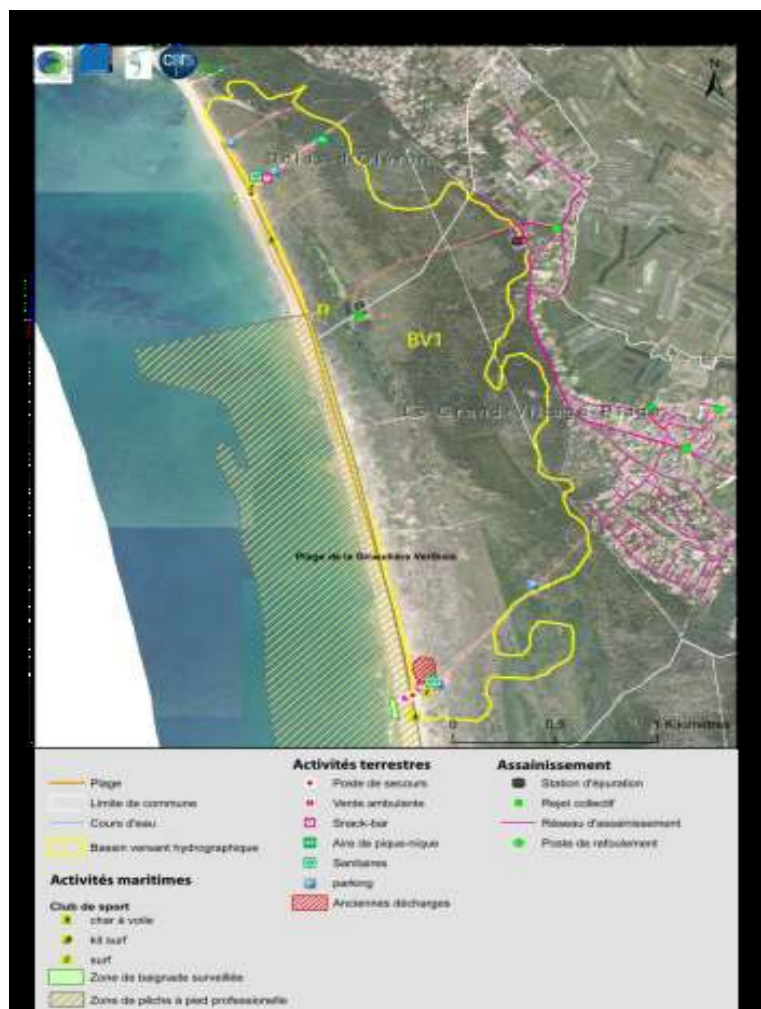 N
Le Grand-Village-Plage
BV1
Plage de la Giraudière Vertbois
0 0,5 1 Kilomètres
Plage
Limite de commune
Cours d'eau
Bassin versant hydrographique
Activités maritimes
Club de sport
char à voile
kit surf
surf
Zone de baignade surveillée
Zone de pêche à pied professionelle
Activités terrestres
Poste de secours
Vente ambulante
Snack-bar
Aire de pique-nique
Sanitaires
parking
Anciennes décharges
Assainissement
Station d'épuration
Rejet collectif
Réseau d'assainissement
Poste de refoulement